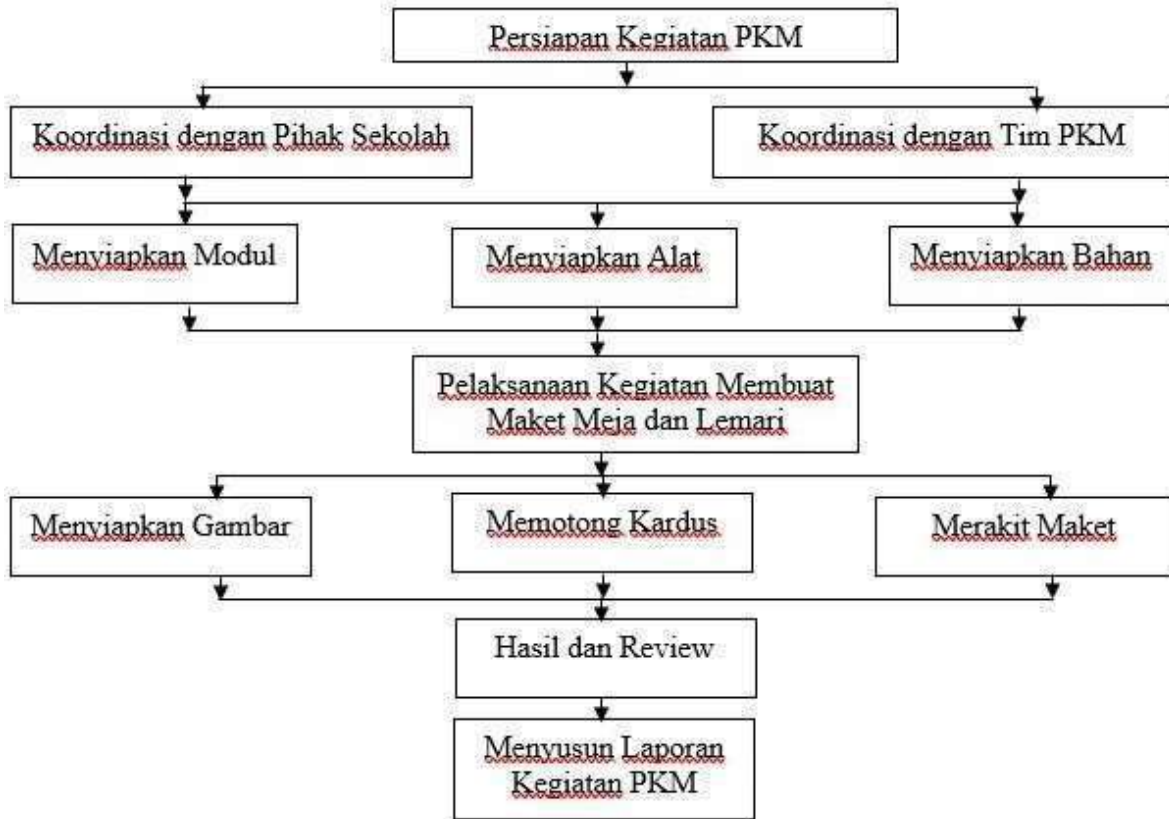 Persiapan Kegiatan PKM
Koordinasi dengan Pihak Sekolah
Koordinasi dengan Tim PKM
Menyiapkan Modul
Menyiapkan Alat
Menyiapkan Bahan
Pelaksanaan Kegiatan Membuat
Maket Meja dan Lemari
Menyiapkan Gambar
Memotong Kardus
Merakit Maket
Hasil dan Review
Menyusun Laporan
Kegiatan PKM